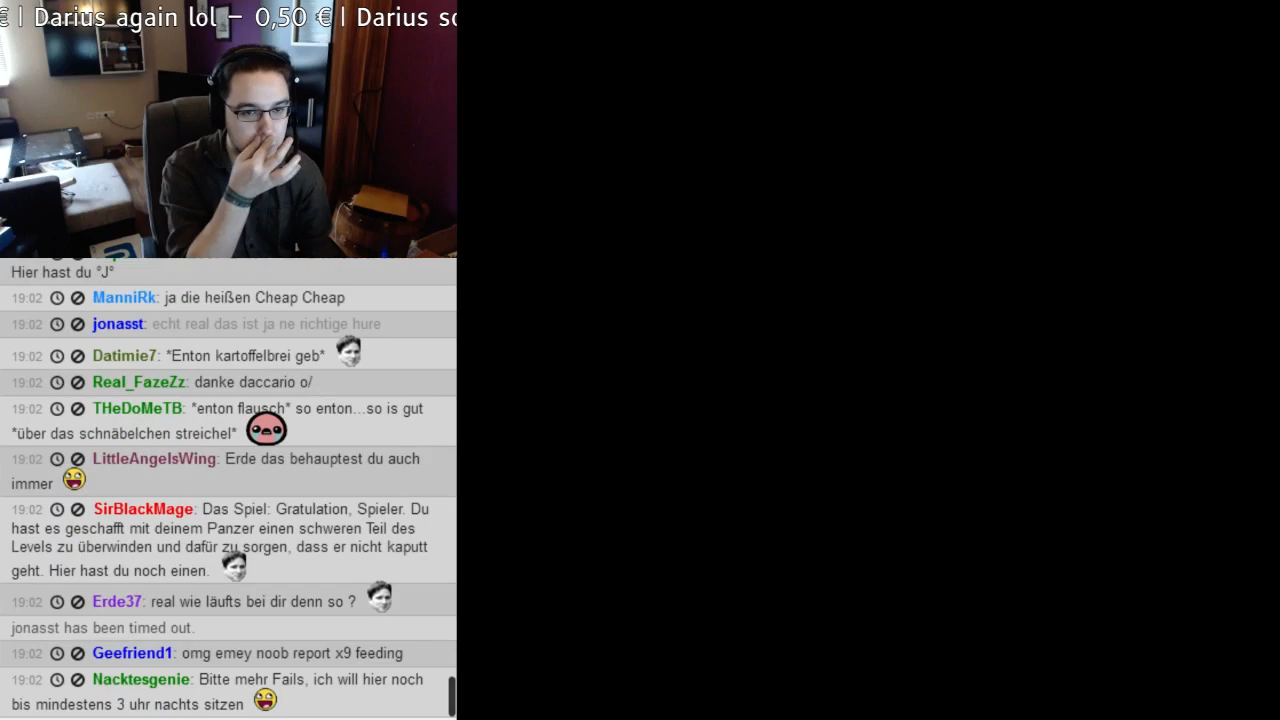 € | Darius again lol – 0,50 € | Darius sc
Hier hast du °J°
19:02 ManniRk: ja die heißen Cheap Cheap
19:02 jonasst: echt real das ist ja ne richtige hure
19:02 Datimie7: *Enton kartoffelbrei geb*
19:02 Real_FazeZz: danke daccario o/
19:02 THeDoMeTB: *enton flausch* so enton...so is gut
*über das schnäbelchen streichel*
19:02 LittleAngelsWing: Erde das behauptest du auch
immer
19:02 SirBlackMage: Das Spiel: Gratulation, Spieler. Du
hast es geschafft mit deinem Panzer einen schweren Teil des
Levels zu überwinden und dafür zu sorgen, dass er nicht kaputt
geht. Hier hast du noch einen.
19:02 Erde37: real wie läufts bei dir denn so ?
jonasst has been timed out.
19:02 Geefriend1: omg emey noob report x9 feeding
19:02 Nacktesgenie: Bitte mehr Fails, ich will hier noch
bis mindestens 3 uhr nachts sitzen